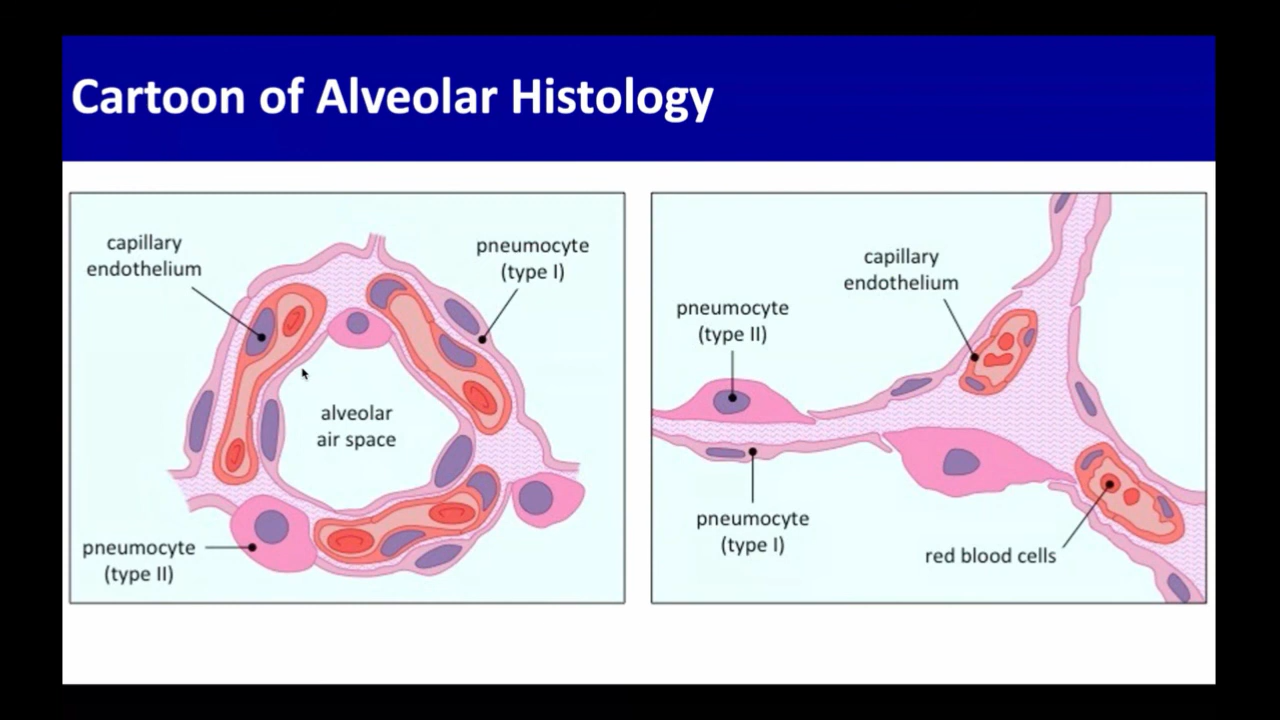 Cartoon of Alveolar Histology
capillary
endothelium
pneumocyte
(type I)
alveolar
air space
pneumocyte
(type II)
capillary
endothelium
pneumocyte
(type II)
pneumocyte
(type I)
red blood cells